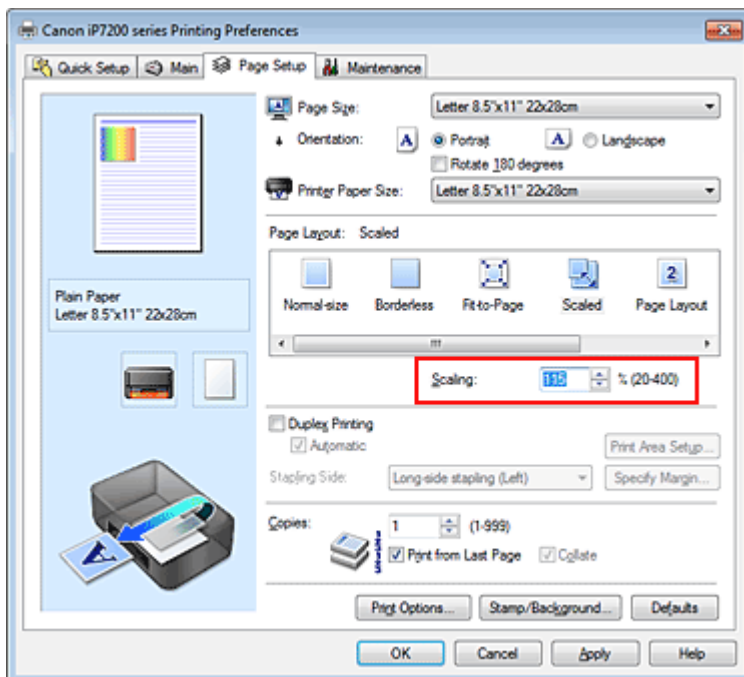 Canon iP7200 series Printing Preferences
Quick Setup Main Page Setup Maintenance
Page Size: Letter 8.5"x11" 22x28cm
Orientation: A Portrait A Landscape
Rotate 180 degrees
Printer Paper Size: Letter 8.5"x11" 22x28cm
Page Layout: Scaled
2
Normal-size Borderless Fit-to-Page Scaled Page Layout
Plain Paper
Letter 8.5"x11" 22x28cm
Scaling: 115 % (20-400)
Duplex Printing
Automatic Print Area Setup...
Stapling Side: Long-side stapling (Left) Specify Margin...
Copies: 1 (1-999)
Print from Last Page Collate
A
Print Options... Stamp/Background... Defaults
OK Cancel Apply Help